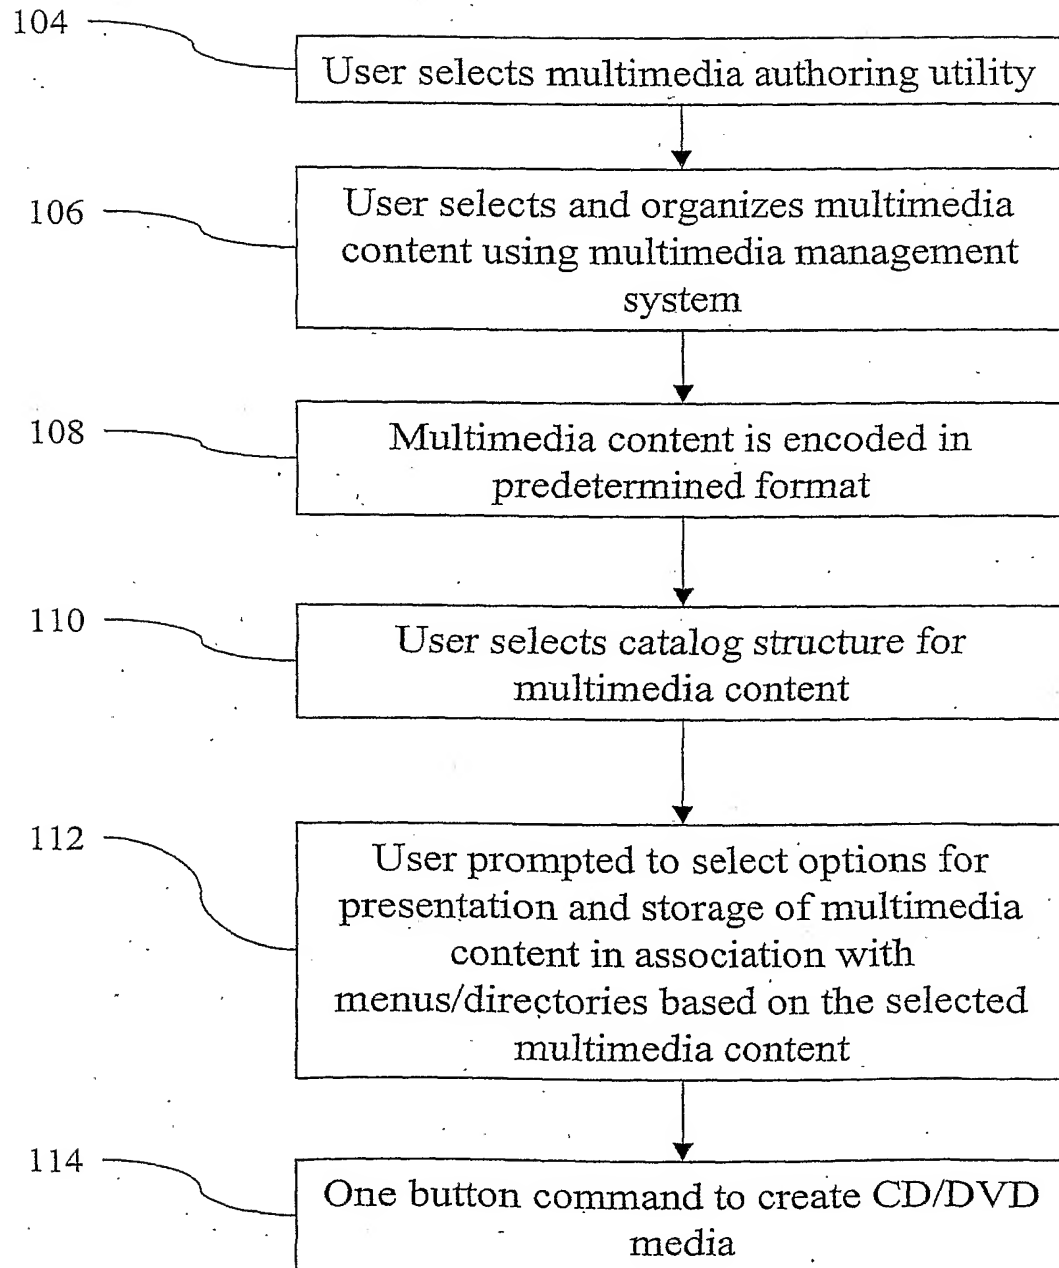 104
User selects multimedia authoring utility
106
User selects and organizes multimedia
content using multimedia management
system
108
Multimedia content is encoded in
predetermined format
110
User selects catalog structure for
multimedia content
112
User prompted to select options for
presentation and storage of multimedia
content in association with
menus/directories based on the selected
multimedia content
114
One button command to create CD/DVD
media